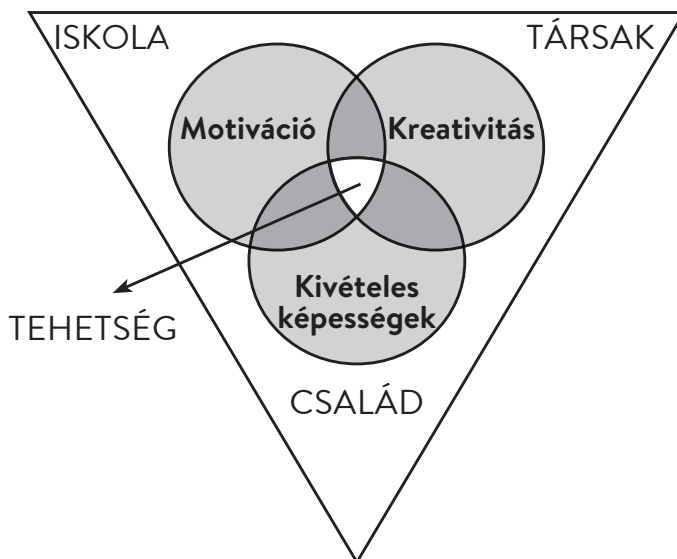 ISKOLA
TÁRSAK
Motiváció
Kreativitás
Kivételes
képességek
TEHETSÉG
CSALÁD